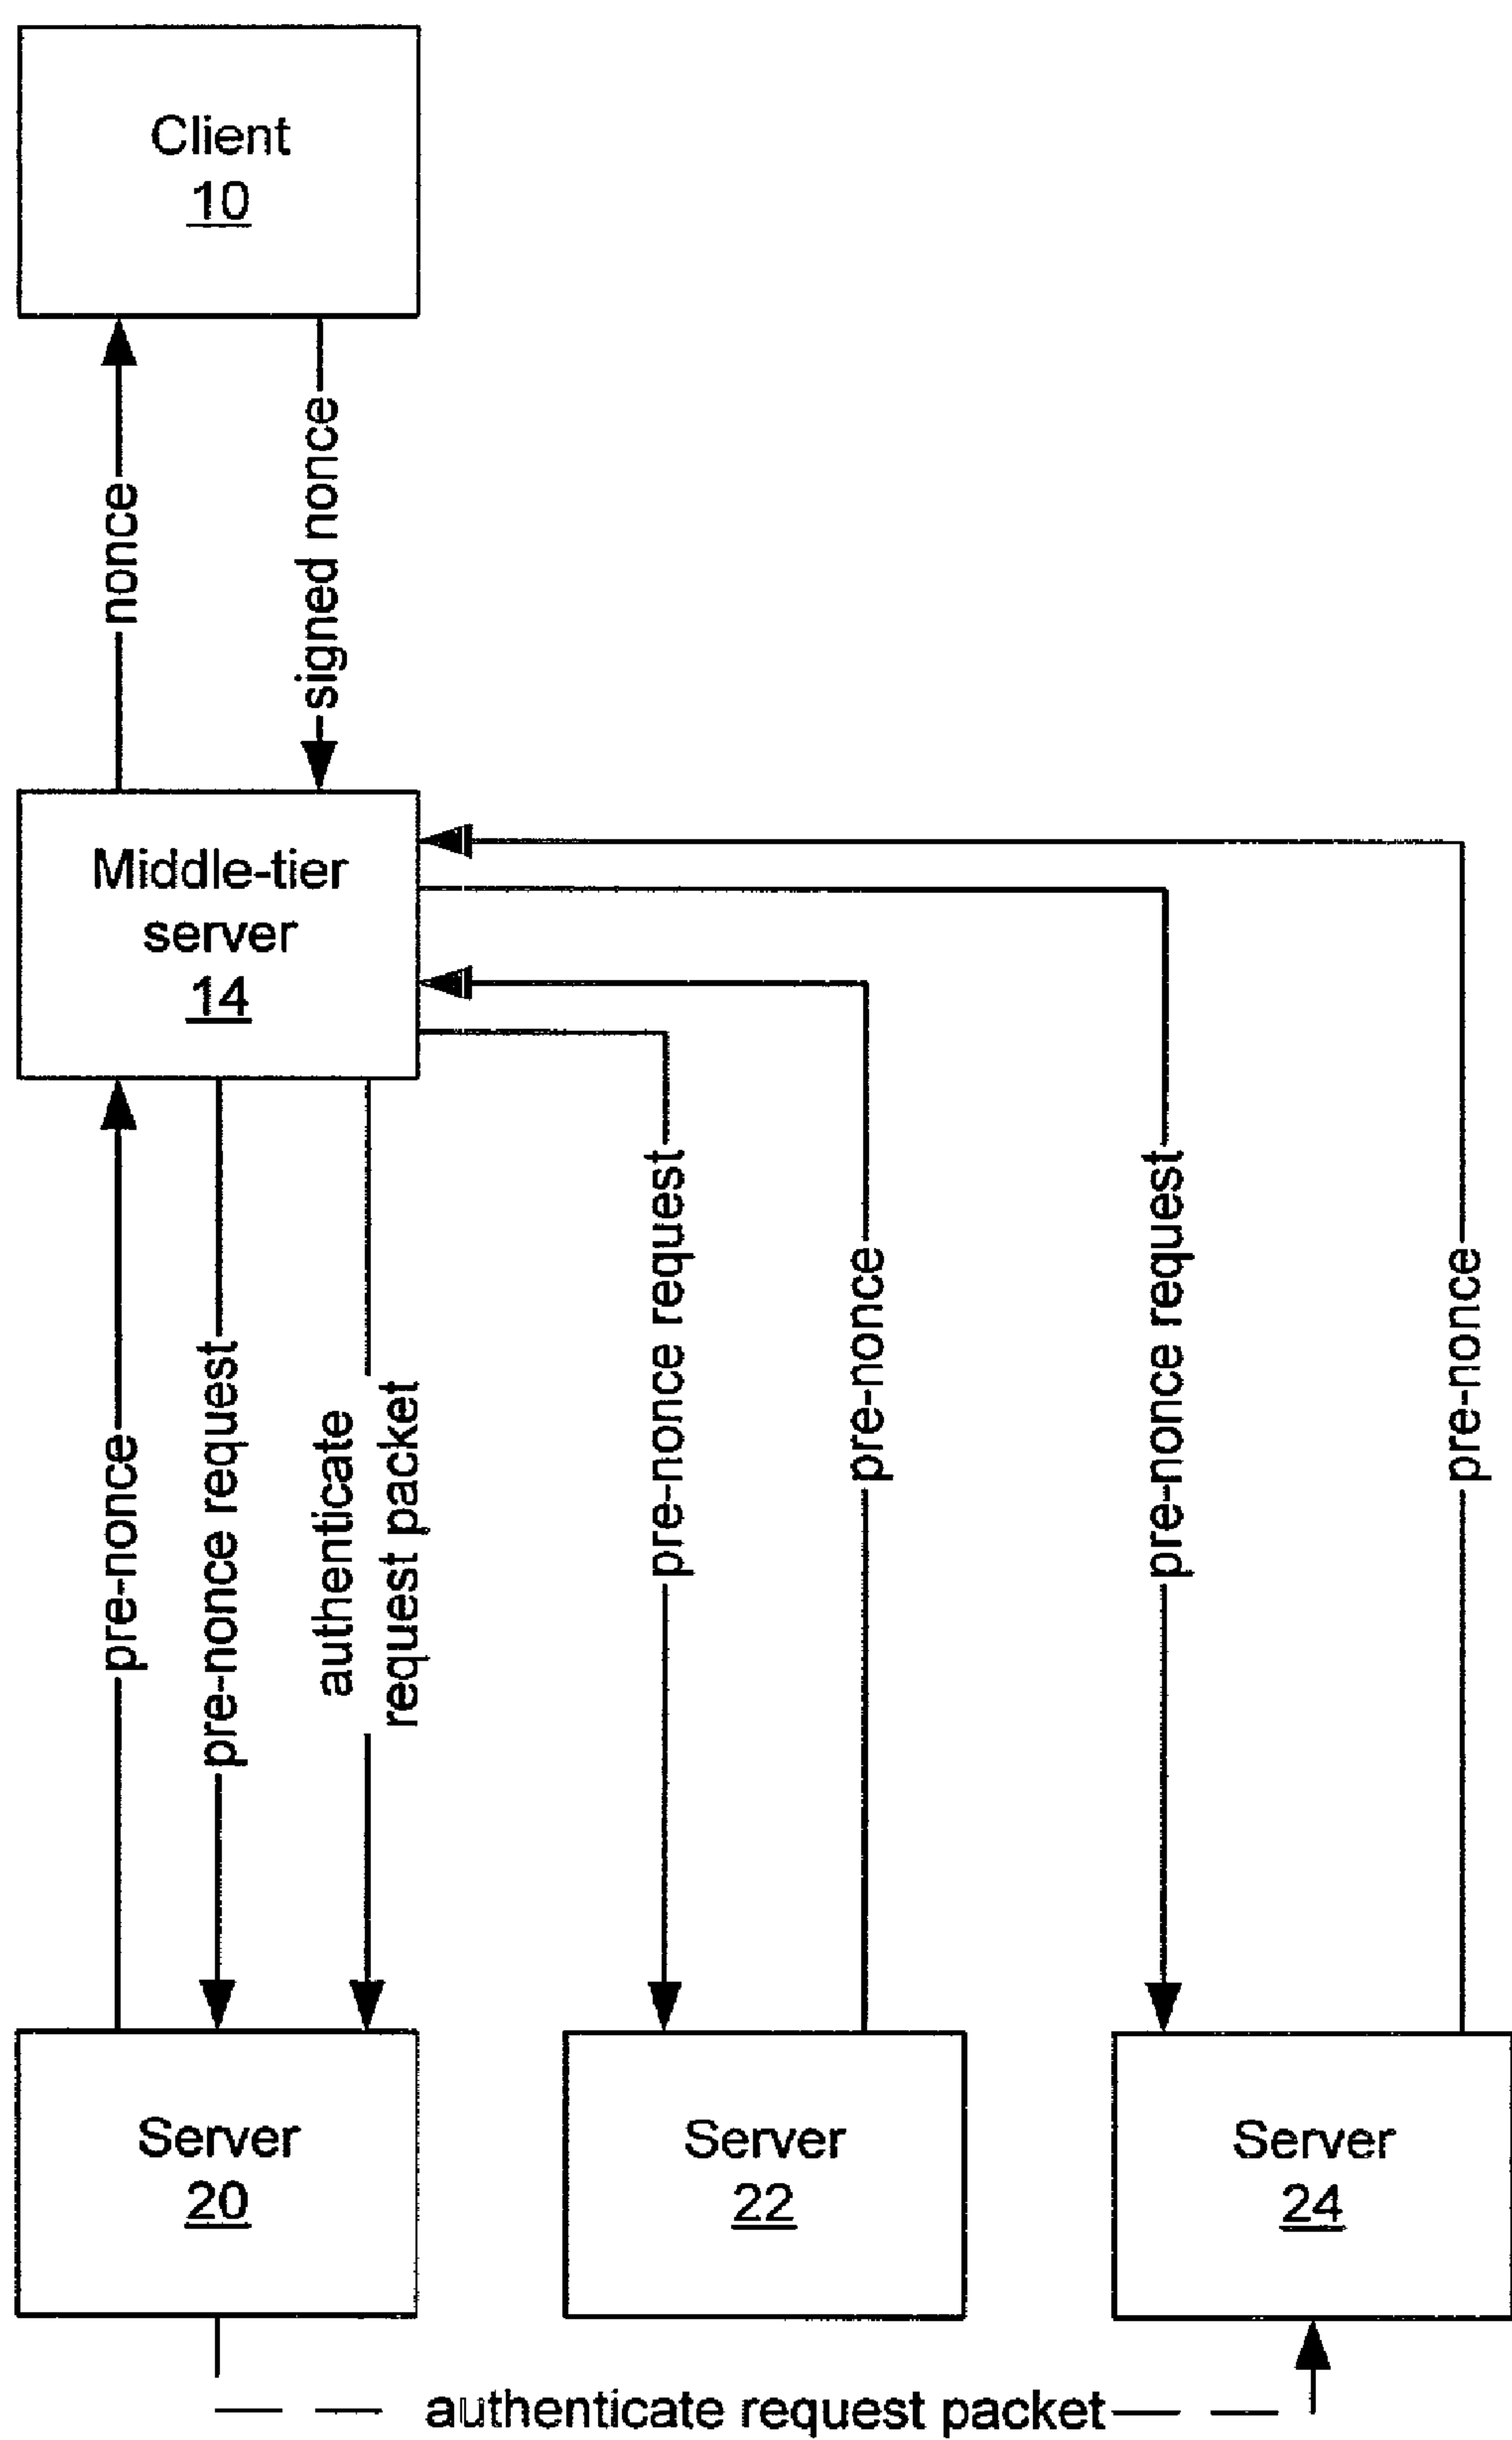 Client
10
nonce
signed nonce
Middle-tier
server
14
pre-nonce
pre-nonce request
authenticate
request packet
pre-nonce request
pre-nonce
pre-nonce request
pre-nonce
Server
20
Server
22
Server
24
authenticate request packet